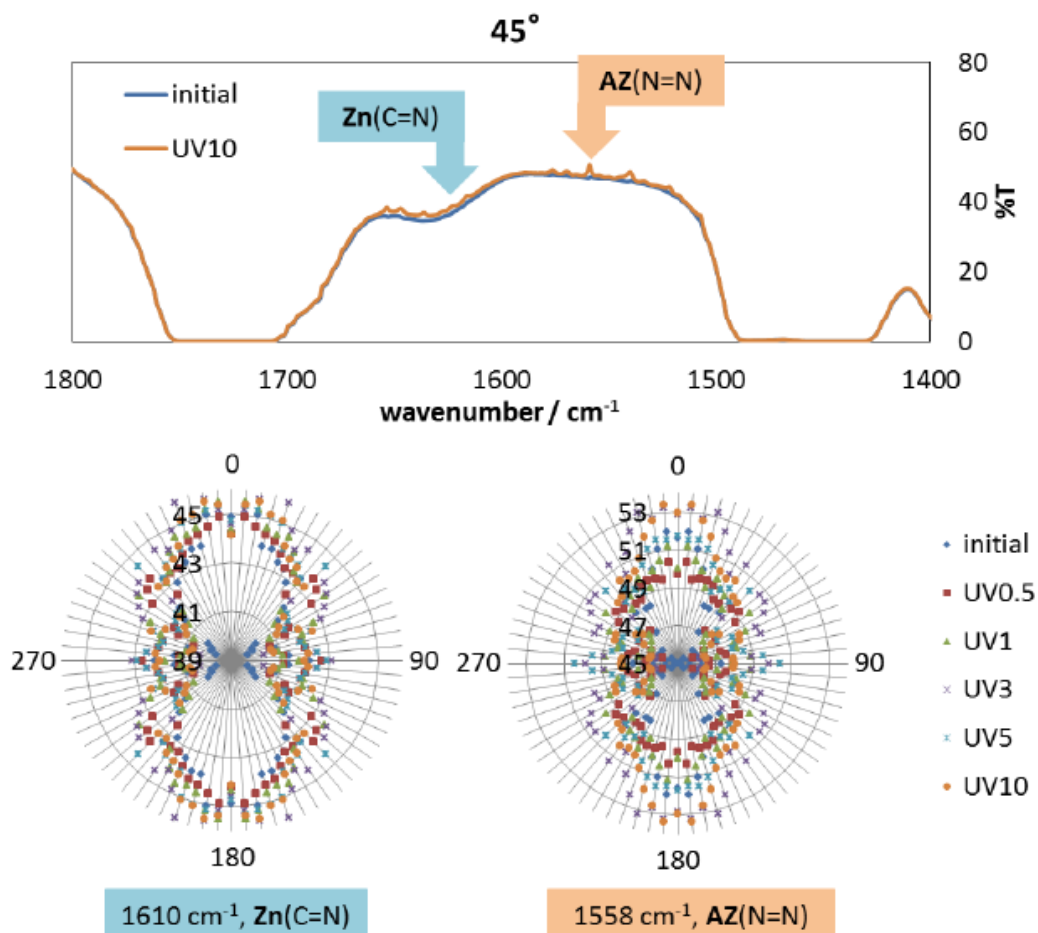 45°
initial
UV10
Zn(C=N)
AZ(N=N)
80
60
40
20
0
%T
1800 1700 1600 1500 1400
wavenumber / cm-1
0
45
43
41
39
270
90
180
0
53
51
49
47
45
270
90
180
initial
UV0.5
UV1
UV3
UV5
UV10
1610 cm-1, Zn(C=N)
1558 cm-1, AZ(N=N)